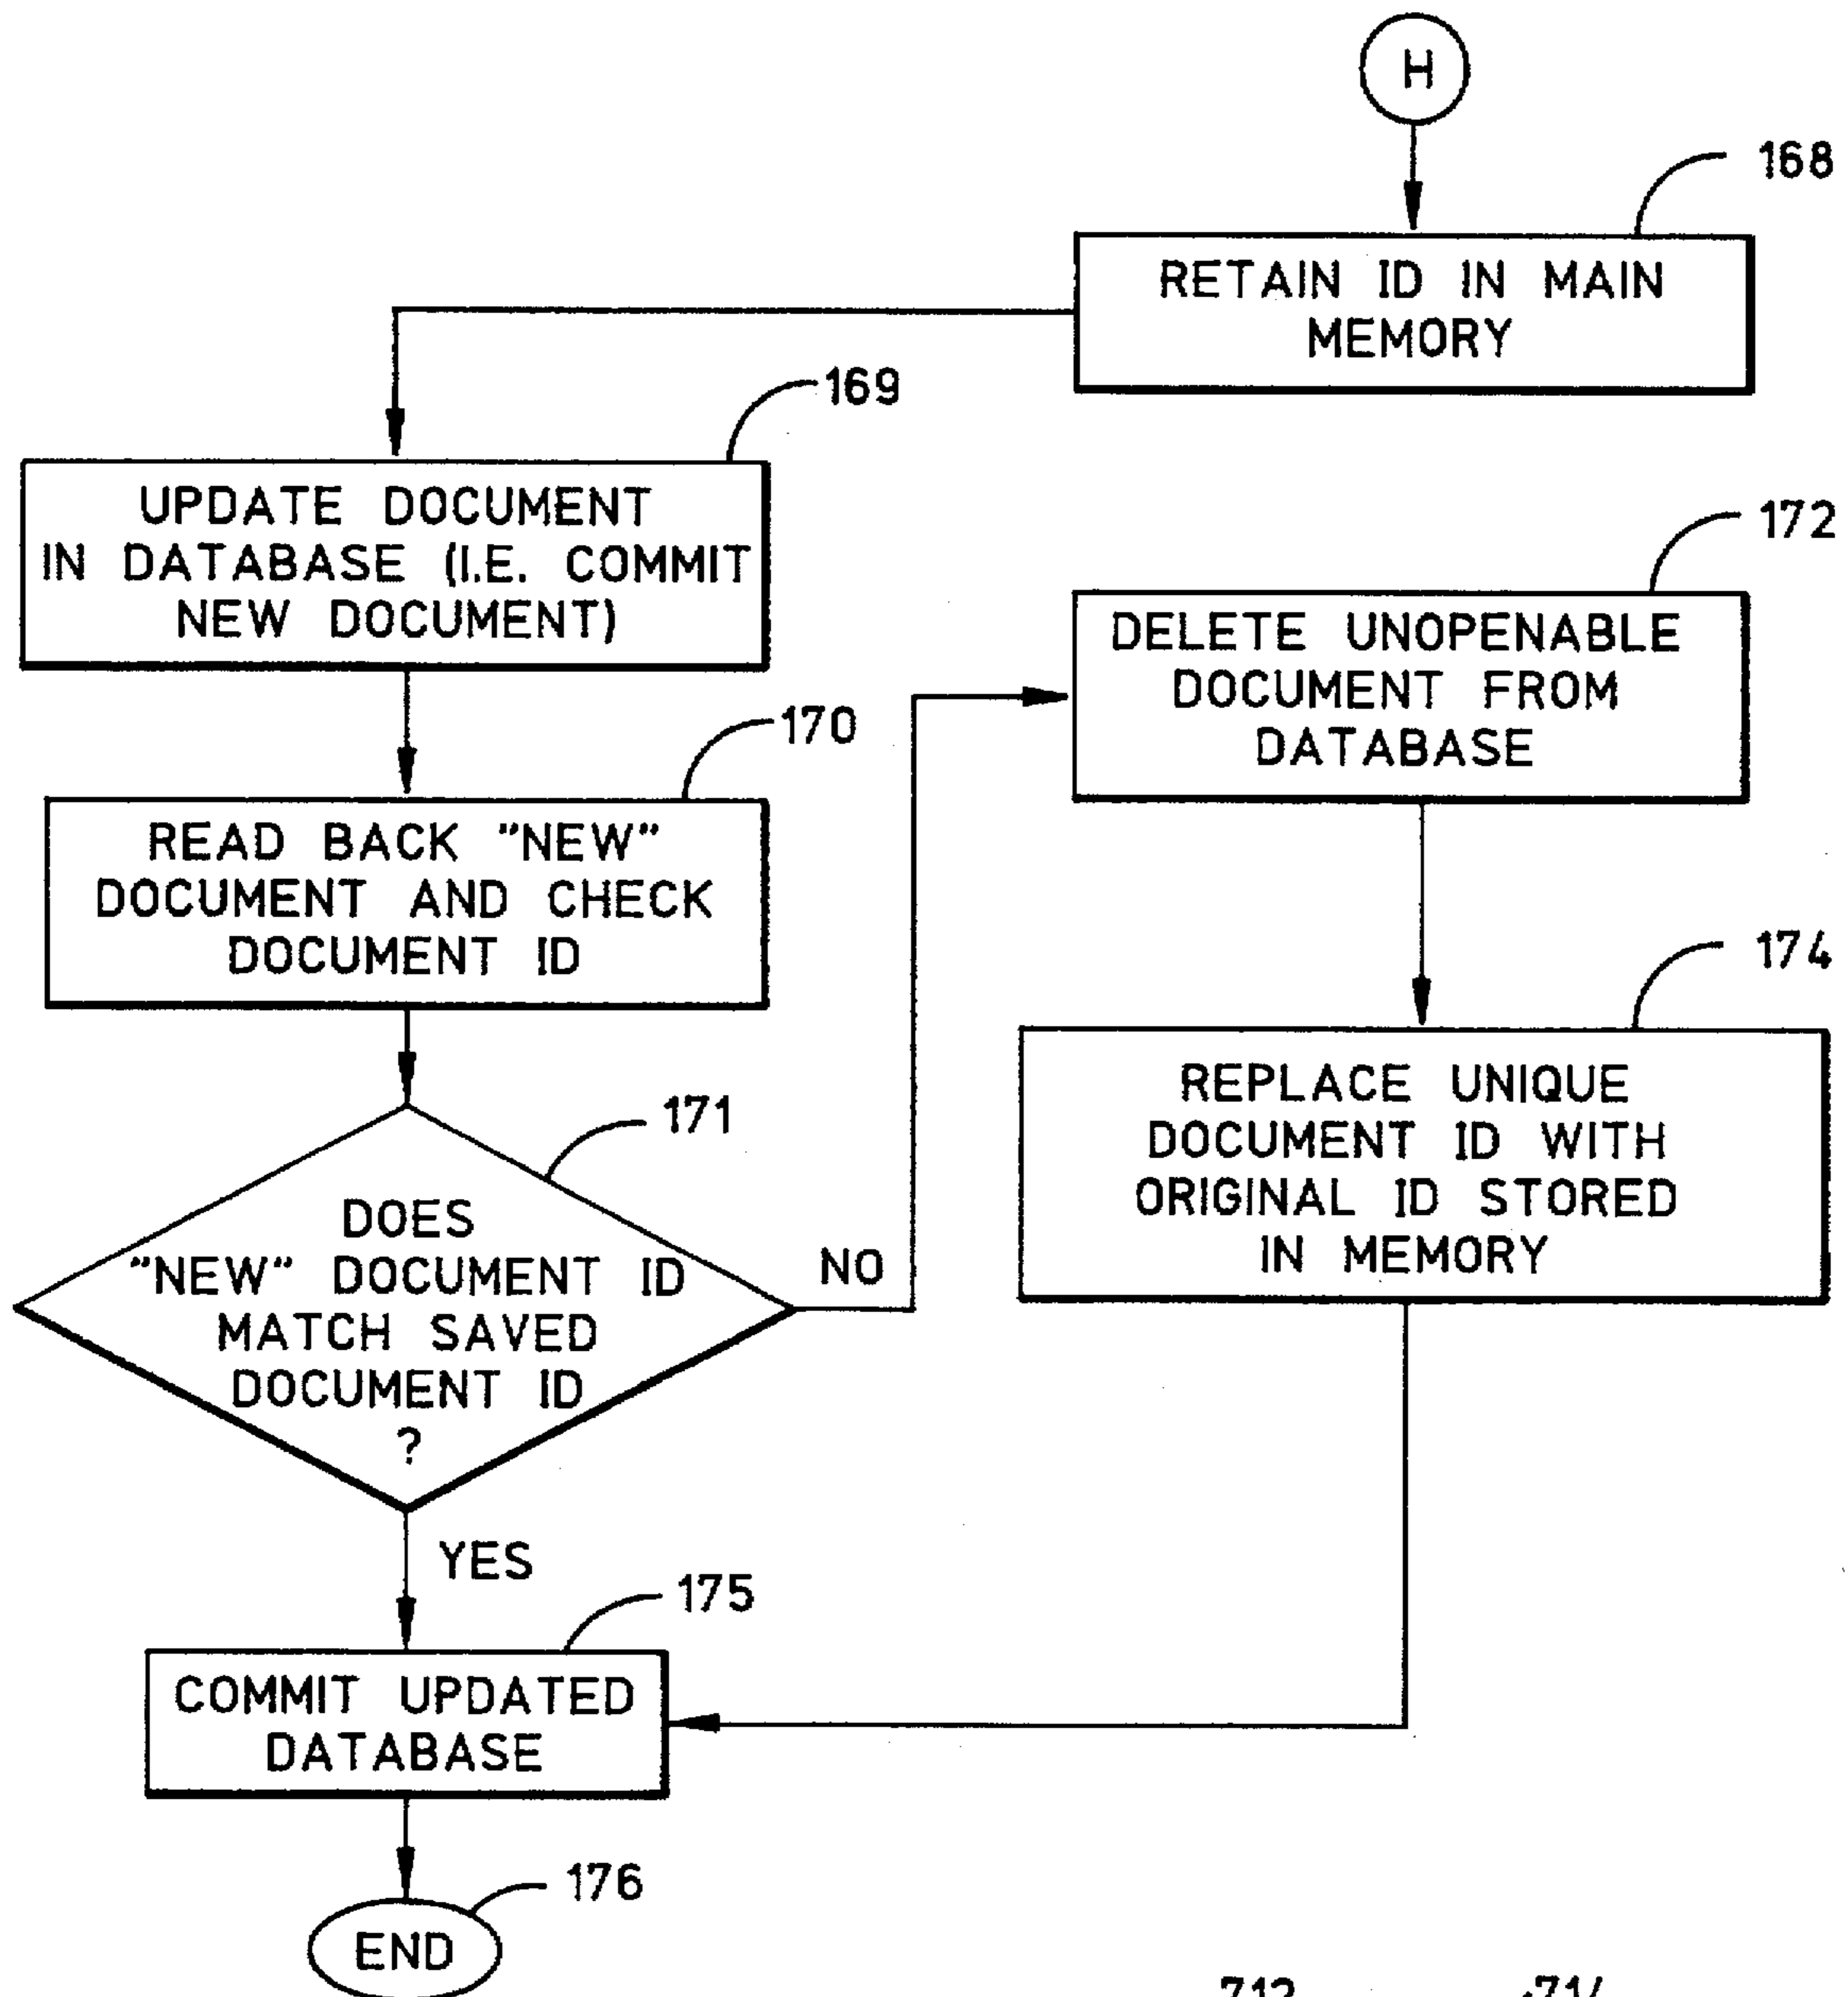 H
168
RETAIN ID IN MAIN
MEMORY
169
UPDATE DOCUMENT
IN DATABASE (I.E. COMMIT
NEW DOCUMENT)
170
READ BACK "NEW"
DOCUMENT AND CHECK
DOCUMENT ID
171
DOES
"NEW" DOCUMENT ID
MATCH SAVED
DOCUMENT ID
?
NO
172
DELETE UNOPENABLE
DOCUMENT FROM
DATABASE
174
REPLACE UNIQUE
DOCUMENT ID WITH
ORIGINAL ID STORED
IN MEMORY
YES
175
COMMIT UPDATED
DATABASE
176
END